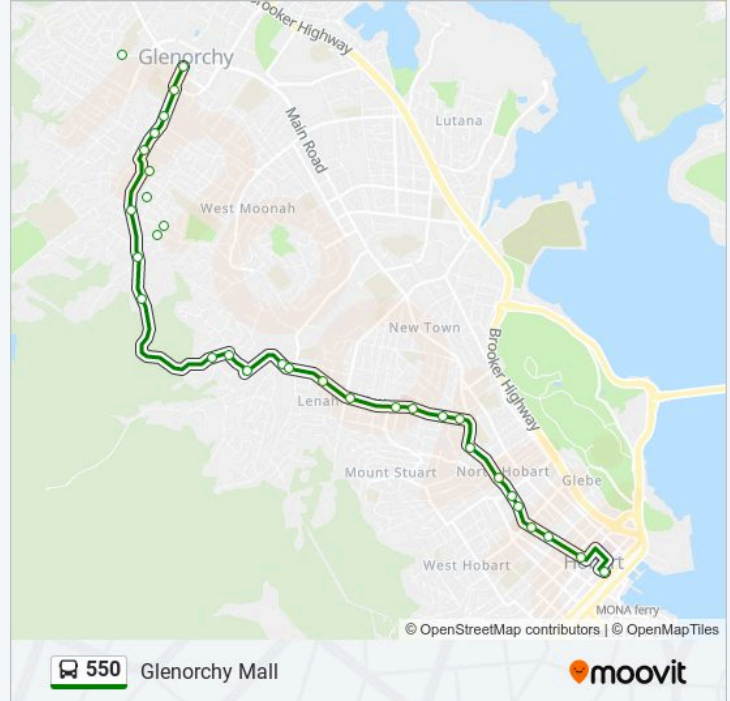 Brooker Highway
Glenorchy
Lutana
Main Road
West Moonah
New Town
Brooker Highway
Lenah
Mount Stuart
North Hobart
Glebe
West Hobart
Hobart
MONA ferry
© OpenStreetMap contributors | © OpenMapTiles
550 Glenorchy Mall
moovit